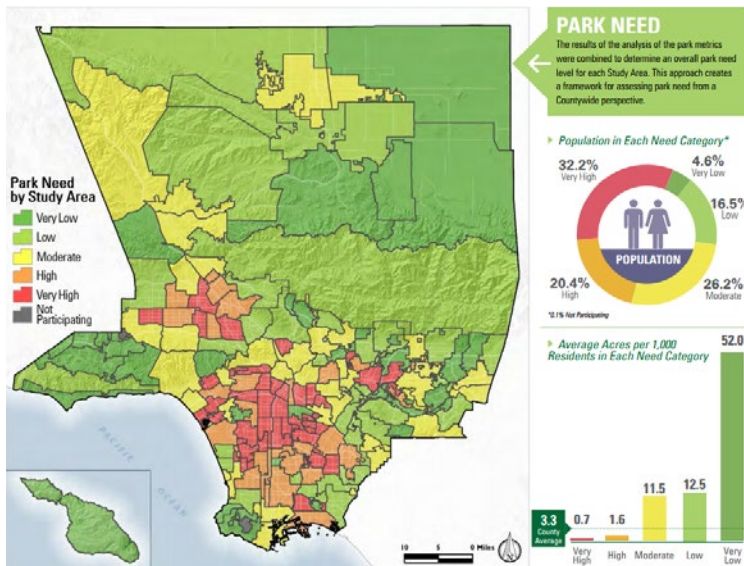 PARK NEED
The results of the analysis of the park metrics
were combined to determine an overall park need
level for each Study Area. This approach creates
a framework for assessing park need from a
Countywide perspective.
Population in Each Need Category*
32.2%
Very High
4.6%
Very Low
16.5%
Low
POPULATION
20.4%
High
26.2%
Moderate
*0.1% Not Participating
Average Acres per 1,000
Residents in Each Need Category
52.0
12.5
11.5
3.3
County
Average
0.7
1.6
Very
High
High
Moderate
Low
Very
Low
Park Need
by Study Area
Very Low
Low
Moderate
High
Very High
Not
Participating
PACIFIC
OCEAN
10
5
0 Miles